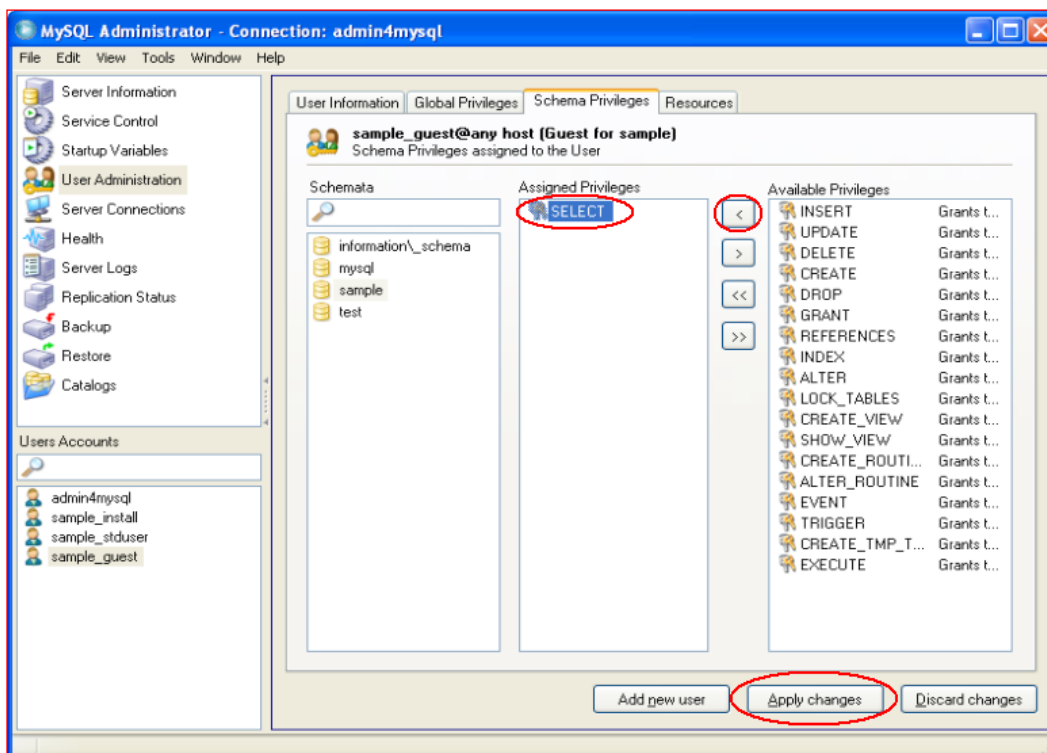 MySQL Administrator - Connection: admin4mysql
File Edit View Tools Window Help
Server Information
Service Control
Startup Variables
User Administration
Server Connections
Health
Server Logs
Replication Status
Backup
Restore
Catalogs
Users Accounts
admin4mysql
sample_install
sample_stduser
sample_guest
User Information Global Privileges Schema Privileges Resources
sample_guest@any host (Guest for sample)
Schema Privileges assigned to the User
Schemata
information\_schema
mysql
sample
test
Assigned Privileges
SELECT
<
>
<<
>>
Available Privileges
INSERT Grants t...
UPDATE Grants t...
DELETE Grants t...
CREATE Grants t...
DROP Grants t...
GRANT Grants t...
REFERENCES Grants t...
INDEX Grants t...
ALTER Grants t...
LOCK_TABLES Grants t...
CREATE_VIEW Grants t...
SHOW_VIEW Grants t...
CREATE_ROUTI... Grants t...
ALTER_ROUTINE Grants t...
EVENT Grants t...
TRIGGER Grants t...
CREATE_TMP_T... Grants t...
EXECUTE Grants t...
Add new user Apply changes Discard changes